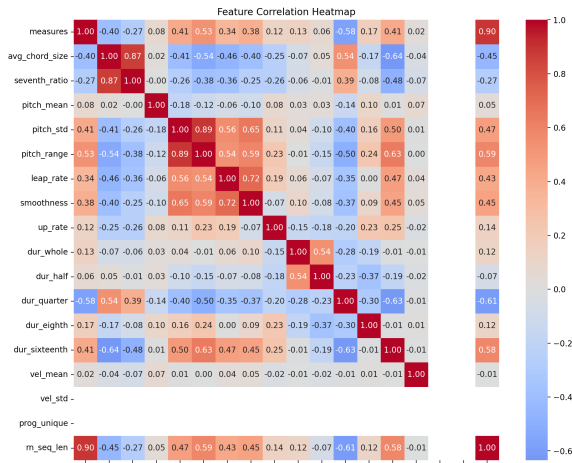 Feature Correlation Heatmap
measures 1.00 -0.40 -0.27 0.08 0.41 0.53 0.34 0.38 0.12 0.13 0.06 -0.58 0.17 0.41 0.02 0.90
avg_chord_size -0.40 1.00 0.87 0.02 -0.41 -0.54 -0.46 -0.40 -0.25 -0.07 0.05 0.54 -0.17 -0.64 -0.04 -0.45
seventh_ratio -0.27 0.87 1.00 -0.00 -0.26 -0.38 -0.36 -0.25 -0.26 -0.06 -0.01 0.39 -0.08 -0.48 -0.07 -0.27
pitch_mean 0.08 0.02 -0.00 1.00 -0.18 -0.12 -0.06 -0.10 0.08 0.03 0.03 -0.14 0.10 0.01 0.07 0.05
pitch_std 0.41 -0.41 -0.26 -0.18 1.00 0.89 0.56 0.65 0.11 0.04 -0.10 -0.40 0.16 0.50 0.01 0.47
pitch_range 0.53 -0.54 -0.38 -0.12 0.89 1.00 0.54 0.59 0.23 -0.01 -0.15 -0.50 0.24 0.63 0.00 0.59
leap_rate 0.34 -0.46 -0.36 -0.06 0.56 0.54 1.00 0.72 0.19 0.06 -0.07 -0.35 0.00 0.47 0.04 0.43
smoothness 0.38 -0.40 -0.25 -0.10 0.65 0.59 0.72 1.00 -0.07 0.10 -0.08 -0.37 0.09 0.45 0.05 0.45
up_rate 0.12 -0.25 -0.26 0.08 0.11 0.23 0.19 -0.07 1.00 -0.15 -0.18 -0.20 0.23 0.25 -0.02 0.14
dur_whole 0.13 -0.07 -0.06 0.03 0.04 -0.01 0.06 0.10 -0.15 1.00 0.54 -0.28 -0.19 -0.01 -0.01 0.12
dur_half 0.06 0.05 -0.01 0.03 -0.10 -0.15 -0.07 -0.08 -0.18 0.54 1.00 -0.23 -0.37 -0.19 -0.02 -0.07
dur_quarter -0.58 0.54 0.39 -0.14 -0.40 -0.50 -0.35 -0.37 -0.20 -0.28 -0.23 1.00 -0.30 -0.63 -0.01 -0.61
dur_eighth 0.17 -0.17 -0.08 0.10 0.16 0.24 0.00 0.09 0.23 -0.19 -0.37 -0.30 1.00 -0.01 0.01 0.12
dur_sixteenth 0.41 -0.64 -0.48 0.01 0.50 0.63 0.47 0.45 0.25 -0.01 -0.19 -0.63 -0.01 1.00 -0.01 0.58
vel_mean 0.02 -0.04 -0.07 0.07 0.01 0.00 0.04 0.05 -0.02 -0.01 -0.02 -0.01 0.01 -0.01 1.00 -0.01
vel_std
prog_unique
rn_seq_len 0.90 -0.45 -0.27 0.05 0.47 0.59 0.43 0.45 0.14 0.12 -0.07 -0.61 0.12 0.58 -0.01 1.00
1.0
0.8
0.6
0.4
0.2
0.0
-0.2
-0.4
-0.6